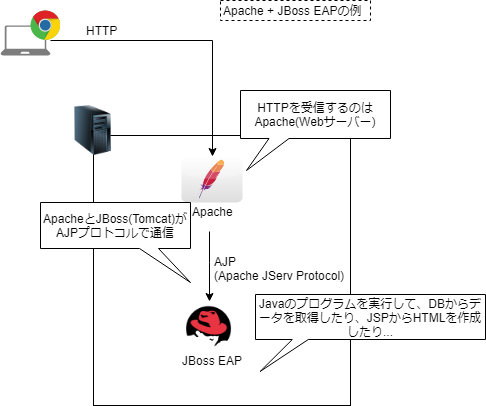 Apache + JBoss EAPの例
HTTP
HTTPを受信するのは
Apache(Webサーバー)
Apache
ApacheとJBoss(Tomcat)が
AJPプロトコルで通信
AJP
(Apache JServ Protocol)
Javaのプログラムを実行して、DBからデ
ータを取得したり、JSPからHTMLを作成
したり...
JBoss EAP